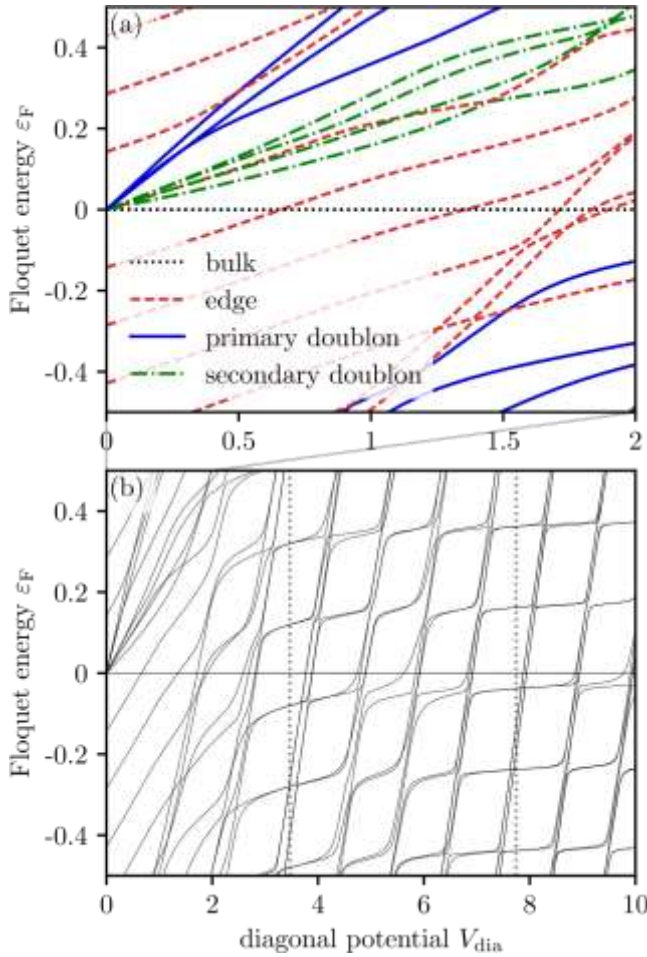 (a)
Floquet energy εF
0.4
0.2
0
-0.2
-0.4
bulk
edge
primary doublon
secondary doublon
0 0.5 1 1.5 2
(b)
Floquet energy εF
0.4
0.2
0
-0.2
-0.4
0 2 4 6 8 10
diagonal potential Vdia